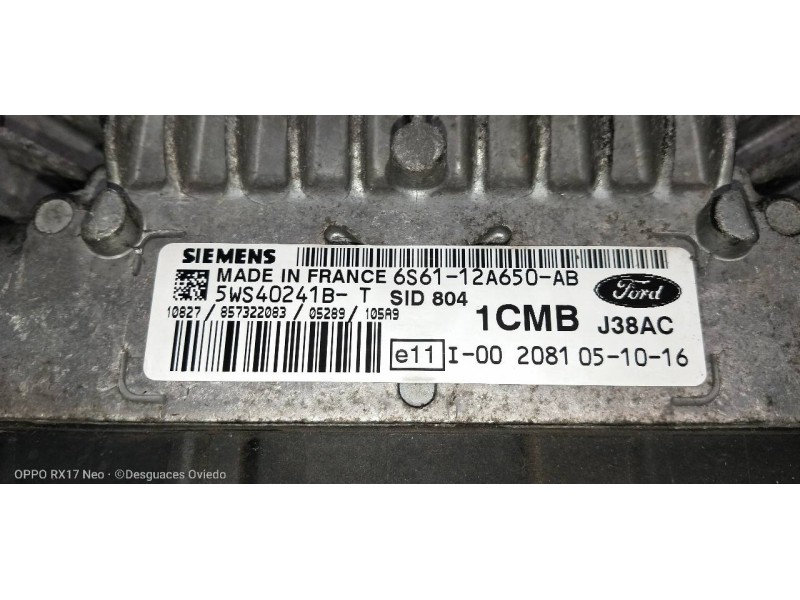 SIEMENS
MADE IN FRANCE 6S61-12A650-AB
5WS40241B- T SID 804
Ford
10827 / 857322083 / 05289 / 105A9
1CMB J38AC
e11 I-00 2081 05-10-16
OPPO RX17 Neo · ©Desguaces Oviedo